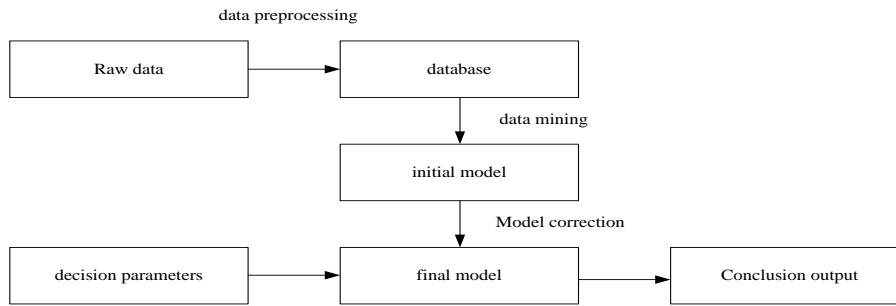 data preprocessing
Raw data
database
data mining
initial model
Model correction
decision parameters
final model
Conclusion output